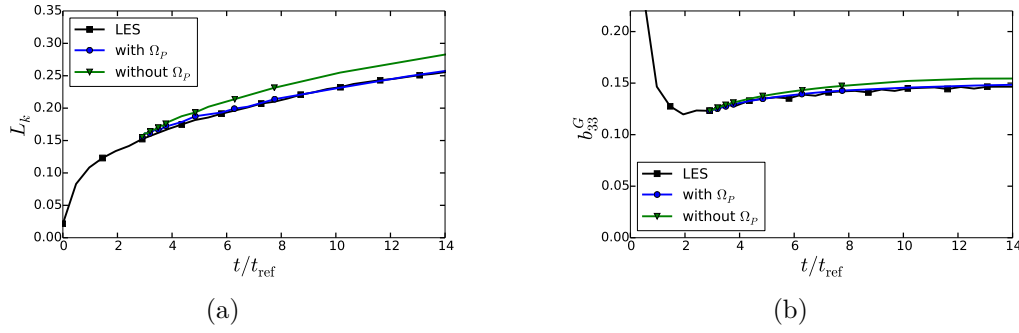 0.35
0.30
0.25
0.20
0.15
0.10
0.05
0.00
L_k
LES
with Ω_P
without Ω_P
0 2 4 6 8 10 12 14
t/t_ref
(a)
0.20
0.15
0.10
0.05
0.00
b^G_33
LES
with Ω_P
without Ω_P
0 2 4 6 8 10 12 14
t/t_ref
(b)